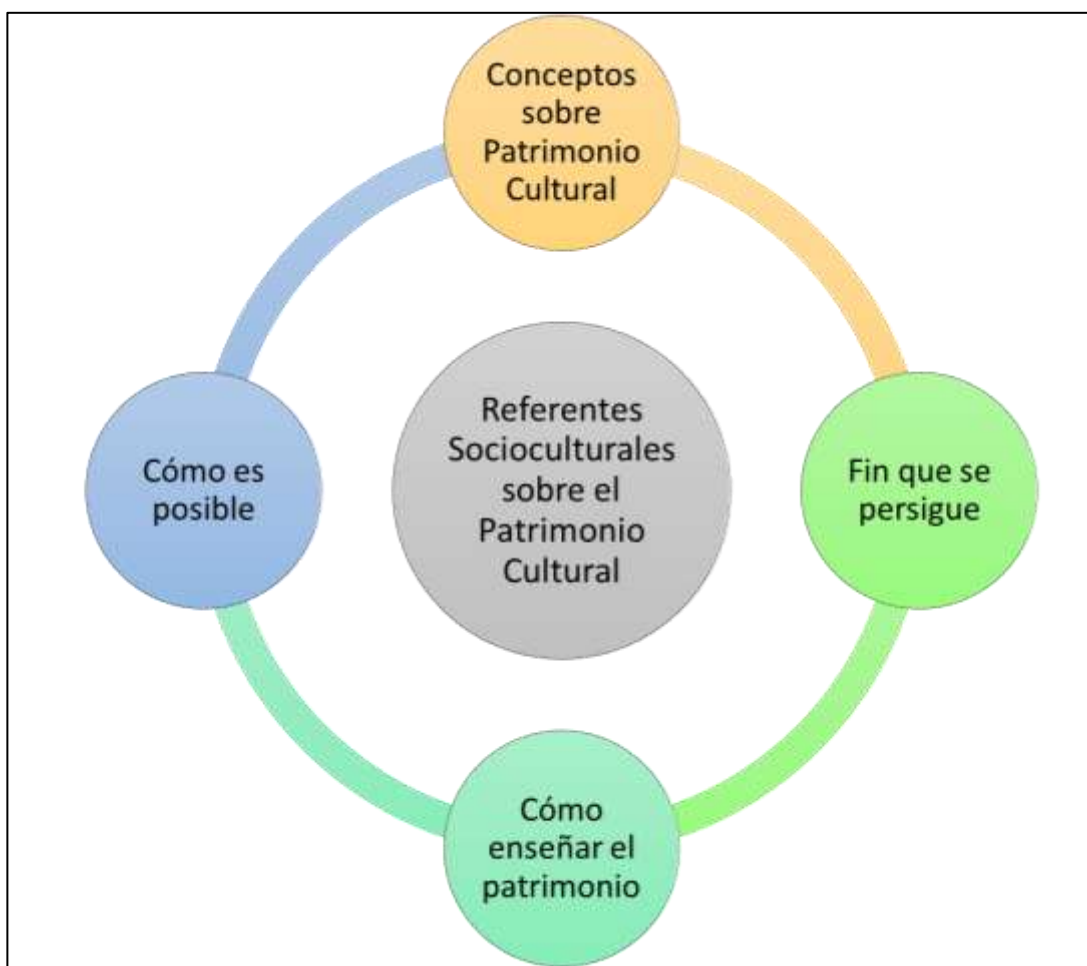 Conceptos
sobre
Patrimonio
Cultural
Referentes
Socioculturales
sobre el
Patrimonio
Cultural
Cómo es
posible
Fin que se
persigue
Cómo
enseñar el
patrimonio